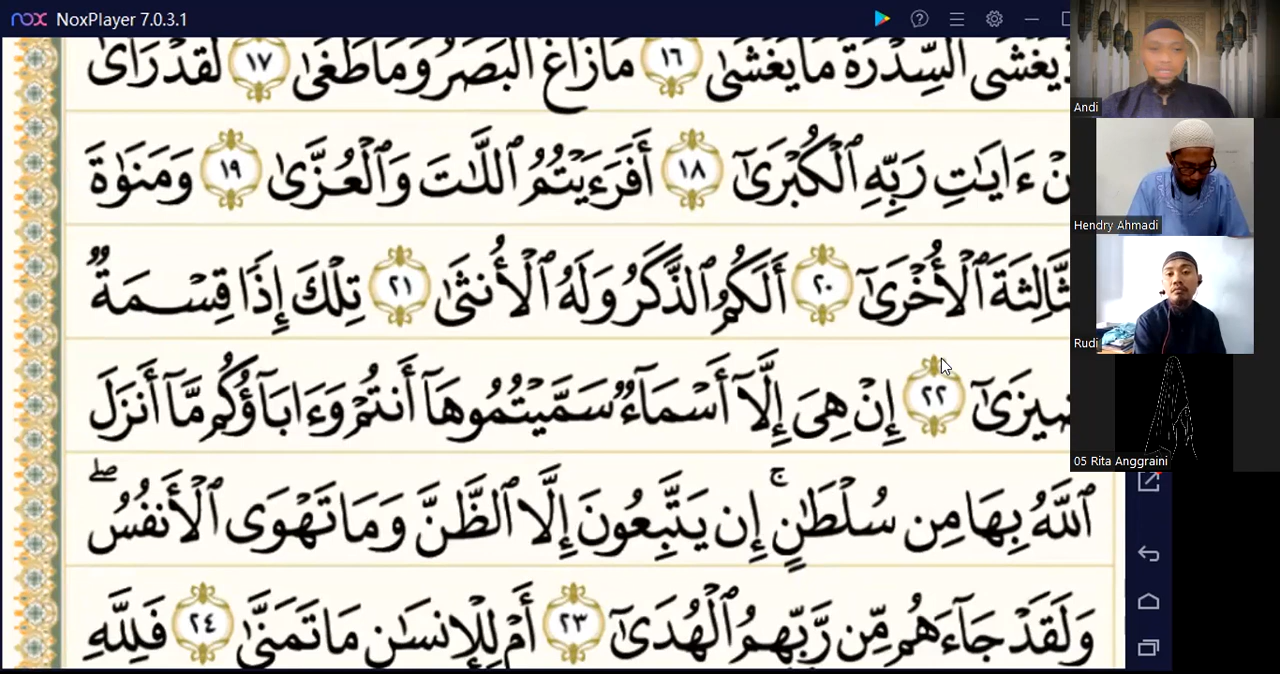 NoxPlayer 7.0.3.1
يَغْشَى ٱلسِّدْرَةَ مَا يَغْشَىٰ ١٦ مَا زَاغَ ٱلْبَصَرُ وَمَا طَغَىٰ ١٧ لَقَدْ رَأَىٰ
ءَايَٰتِ رَبِّهِ ٱلْكُبْرَىٰٓ ١٨ أَفَرَءَيْتُمُ ٱللَّٰتَ وَٱلْعُزَّىٰ ١٩ وَمَنَوٰةَ
ٱلثَّالِثَةَ ٱلْأُخْرَىٰٓ ٢٠ أَلَكُمُ ٱلذَّكَرُ وَلَهُ ٱلْأُنثَىٰ ٢١ تِلْكَ إِذًا قِسْمَةٌ
ضِيزَىٰٓ ٢٢ إِنْ هِىَ إِلَّآ أَسْمَآءٌ سَمَّيْتُمُوهَآ أَنتُمْ وَءَابَآؤُكُم مَّآ أَنزَلَ
ٱللَّهُ بِهَا مِن سُلْطَٰنٍ ۚ إِن يَتَّبِعُونَ إِلَّا ٱلظَّنَّ وَمَا تَهْوَى ٱلْأَنفُسُ ۖ
وَلَقَدْ جَآءَهُم مِّن رَّبِّهِمُ ٱلْهُدَىٰٓ ٢٣ أَمْ لِلْإِنسَٰنِ مَا تَمَنَّىٰ ٢٤ فَلِلَّهِ
Andi
Hendry Ahmadi
Rudi
05 Rita Anggraini